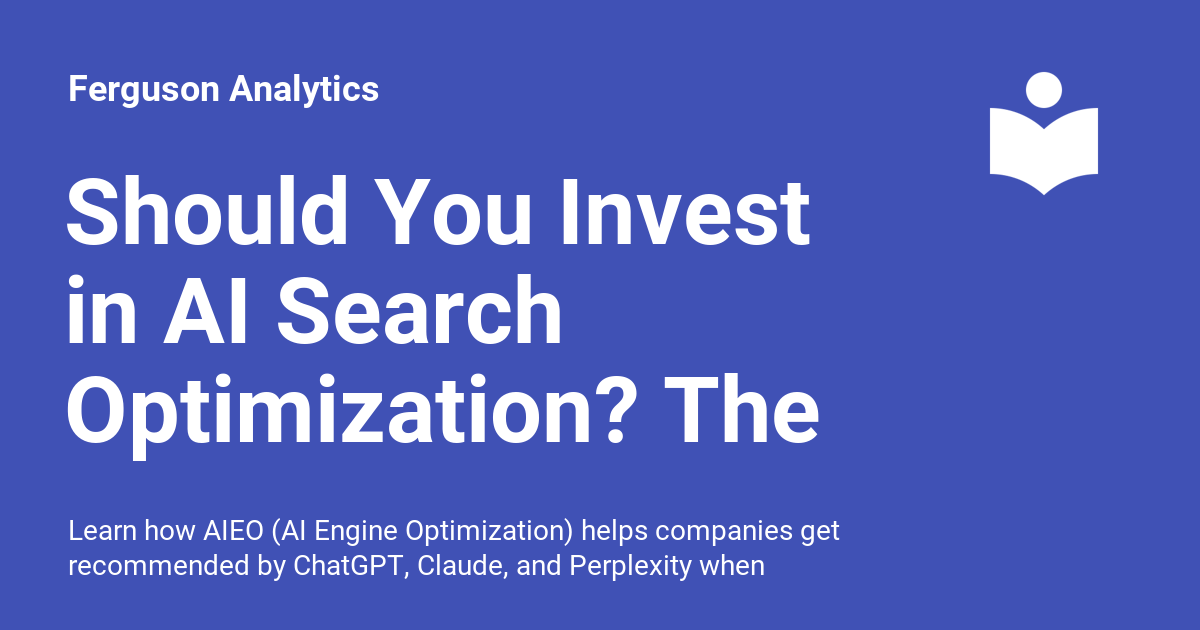 Ferguson Analytics
Should You Invest
in AI Search
Optimization? The
Learn how AIEO (AI Engine Optimization) helps companies get
recommended by ChatGPT, Claude, and Perplexity when